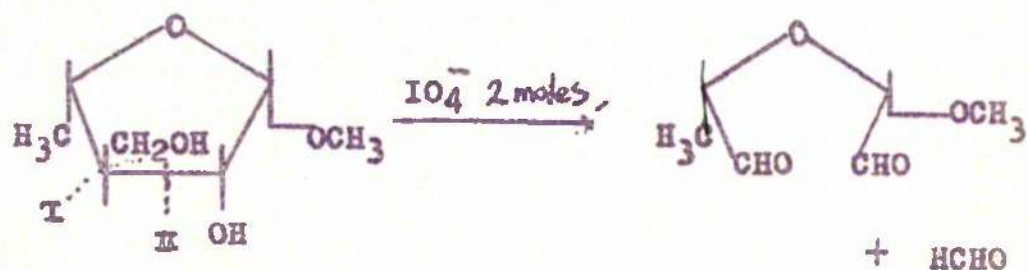 O O
IO₄⁻ 2 moles,
H₃C CH₂OH OCH₃ H₃C CHO CHO OCH₃
I
II OH
+ HCHO